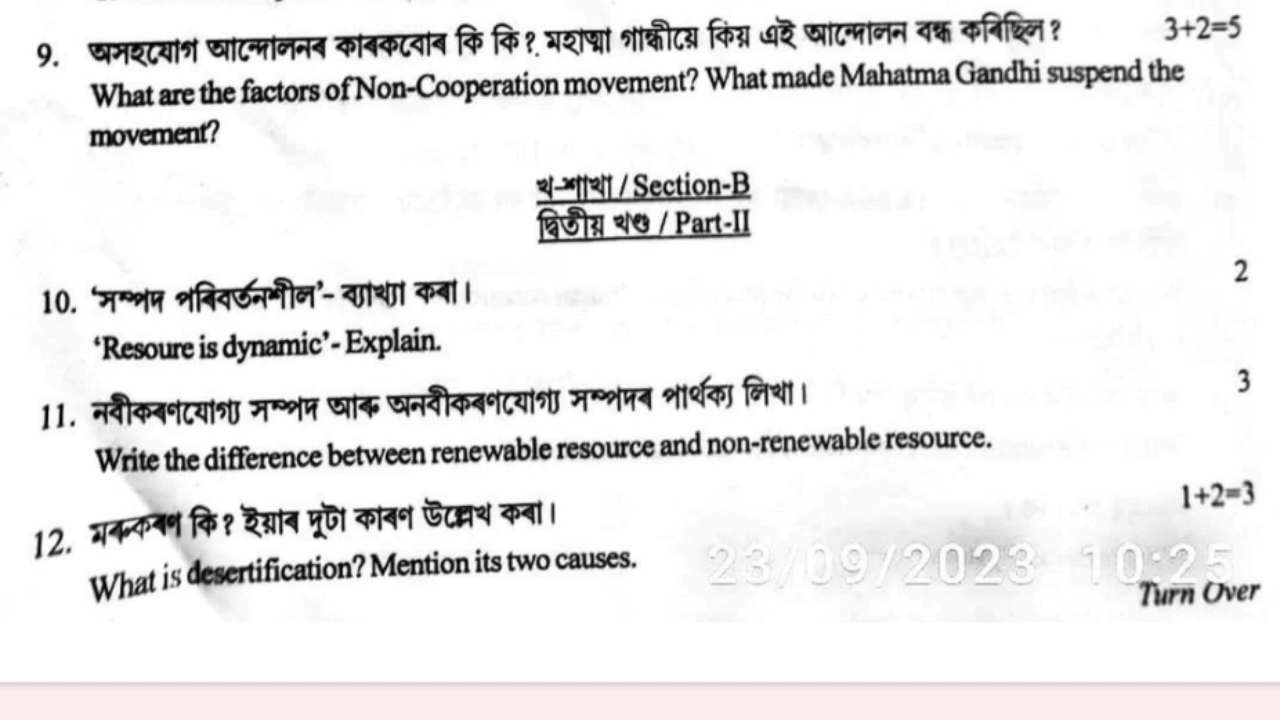 9. অসহযোগ আন্দোলনৰ কাৰকবোৰ কি কি? মহাত্মা গান্ধীয়ে কিয় এই আন্দোলন বন্ধ কৰিছিল? 3+2=5
What are the factors of Non-Cooperation movement? What made Mahatma Gandhi suspend the
movement?
খ-শাখা / Section-B
দ্বিতীয় খণ্ড / Part-II
10. ‘সম্পদ পৰিবৰ্তনশীল’- ব্যাখ্যা কৰা। 2
‘Resoure is dynamic’- Explain.
11. নবীকৰণযোগ্য সম্পদ আৰু অনবীকৰণযোগ্য সম্পদৰ পাৰ্থক্য লিখা। 3
Write the difference between renewable resource and non-renewable resource.
12. মৰুকৰণ কি? ইয়াৰ দুটা কাৰণ উল্লেখ কৰা। 1+2=3
What is desertification? Mention its two causes.
23/09/2023 10:25
Turn Over